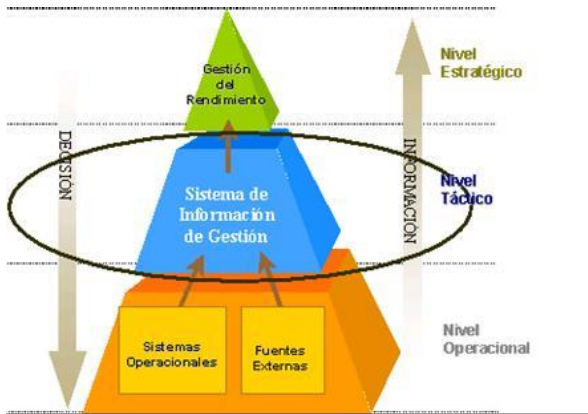 Gestión
del
Rendimiento
Nivel
Estratégico
DECISIÓN
INFORMACIÓN
Sistema de
Información
de Gestión
Nivel
Táctico
Sistemas
Operacionales
Fuentes
Externas
Nivel
Operacional